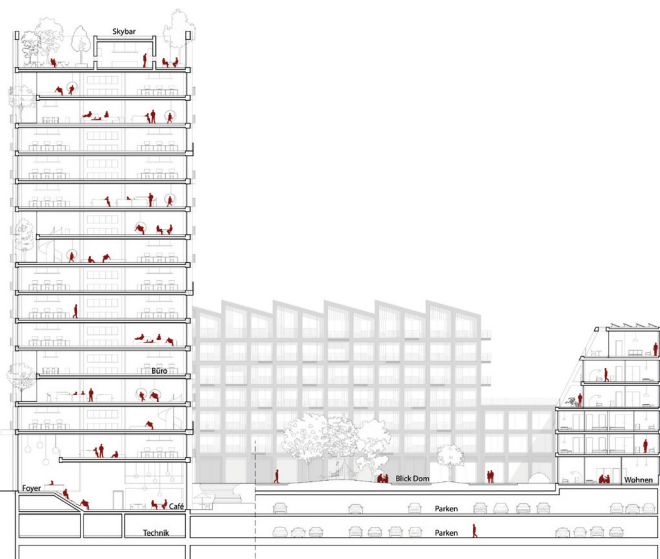 Skybar
Büro
Blick Dom
Foyer
Café
Wohnen
Parken
Technik
Parken